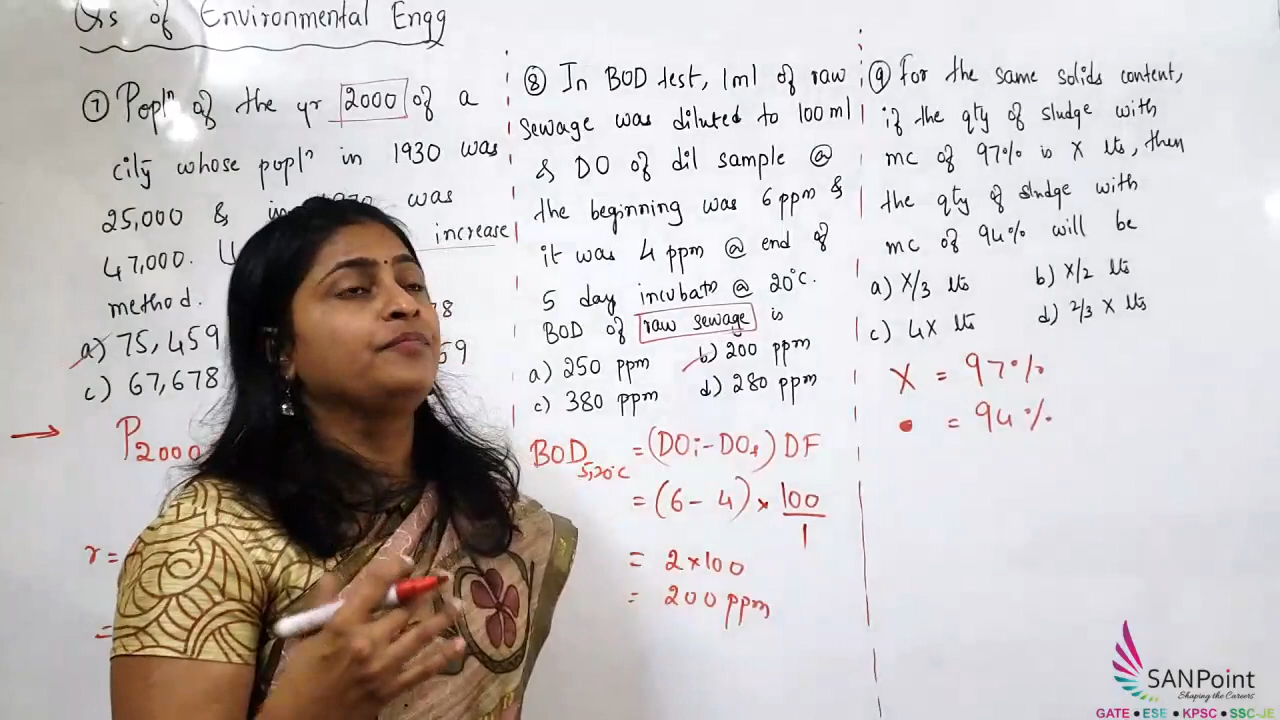 Qs of Environmental Engg
⑦ Popln of the yr 2000 of a
city whose popln in 1930 was
25,000 & in 1970 was
47,000. increase
method.
a) 75,459
c) 67,678
P2000
r =
=
⑧ In BOD test, 1ml of raw
sewage was diluted to 100ml
& DO of dil sample @
the beginning was 6 ppm &
it was 4 ppm @ end of
5 day incubatn @ 20°c.
BOD of raw sewage is
a) 250 ppm b) 200 ppm
c) 380 ppm d) 280 ppm
BOD5,20°C = (DOi-DOf) DF
= (6-4) × 100/1
= 2×100
= 200 ppm
⑨ For the same solids content,
if the qty of sludge with
mc of 97% is X lts, then
the qty of sludge with
mc of 94% will be
a) X/3 lts b) X/2 lts
c) 4X lts d) 2/3 X lts
X = 97%
• = 94%
SANPoint
Shaping the Careers
GATE • ESE • KPSC • SSC-JE